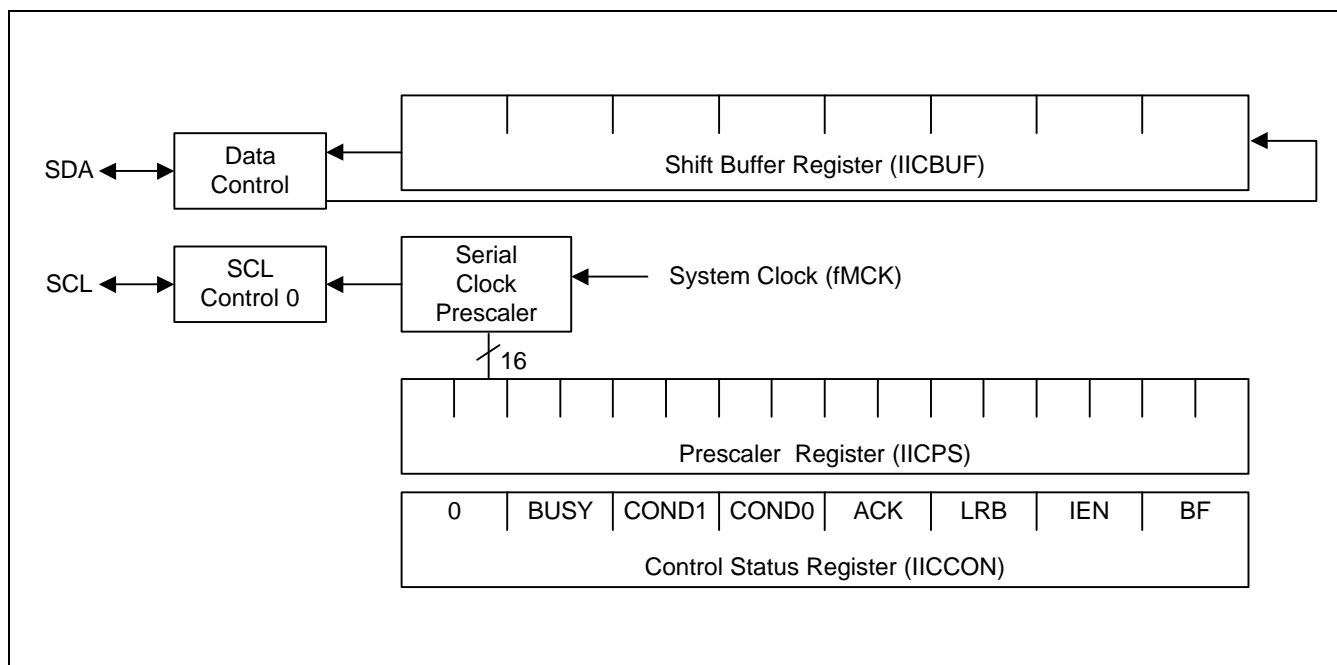 SDA
Data
Control
Shift Buffer Register (IICBUF)
SCL
SCL
Control 0
Serial
Clock
Prescaler
System Clock (fMCK)
16
Prescaler Register (IICPS)
0 BUSY COND1 COND0 ACK LRB IEN BF
Control Status Register (IICCON)